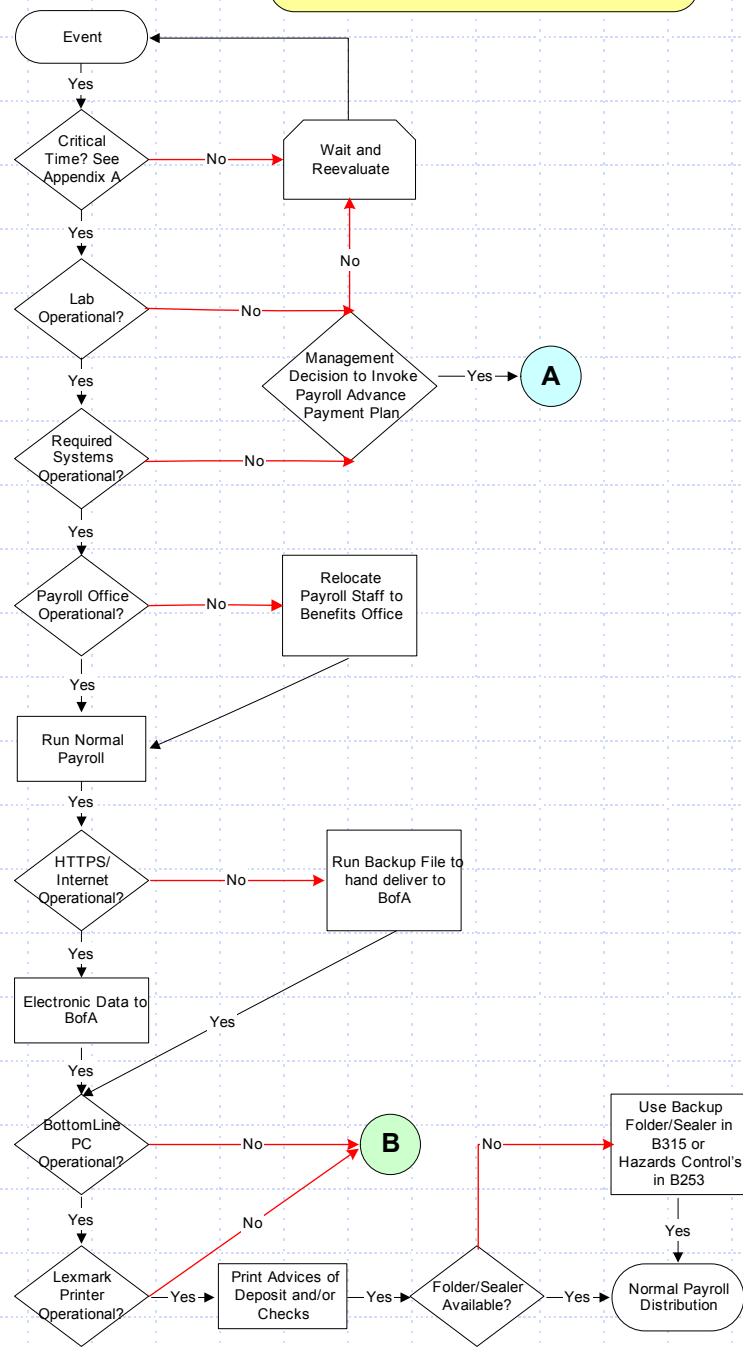 Event
Yes
Critical
Time? See
Appendix A
No
Wait and
Reevaluate
Yes
No
Lab
Operational?
No
Management
Decision to Invoke
Payroll Advance
Payment Plan
Yes
A
Yes
Required
Systems
Operational?
No
Yes
Payroll Office
Operational?
No
Relocate
Payroll Staff to
Benefits Office
Yes
Run Normal
Payroll
Yes
HTTPS/
Internet
Operational?
No
Run Backup File to
hand deliver to
BofA
Yes
Electronic Data to
BofA
Yes
Yes
BottomLine
PC
Operational?
No
B
No
Use Backup
Folder/Sealer in
B315 or
Hazards Control's
in B253
Yes
No
Yes
Lexmark
Printer
Operational?
Yes
Print Advices of
Deposit and/or
Checks
Yes
Folder/Sealer
Available?
Yes
Normal Payroll
Distribution